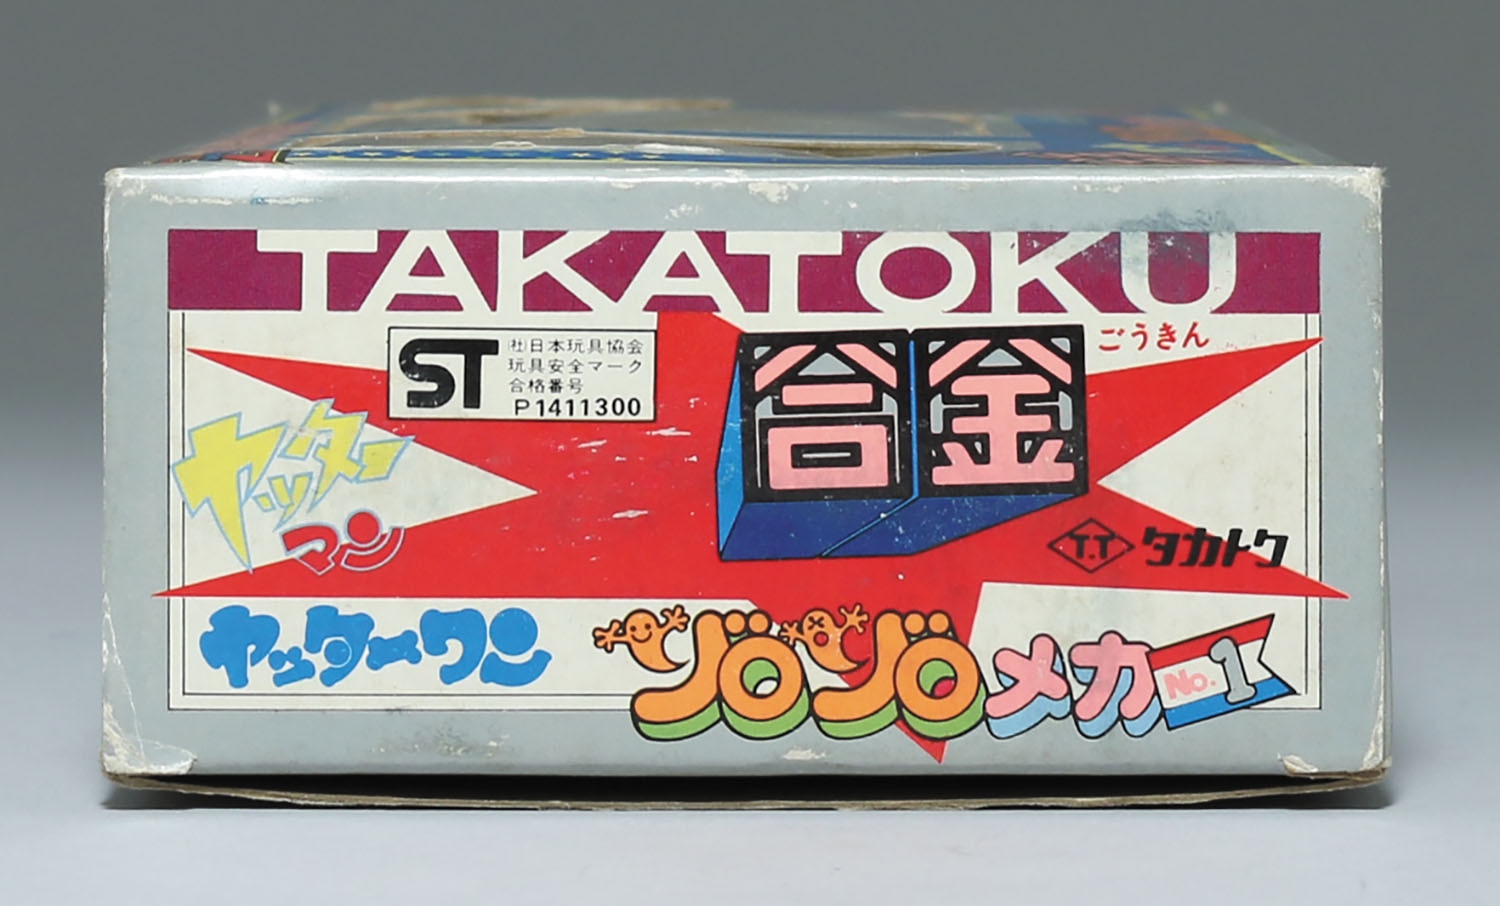 TAKATOKU
ST
(社)日本玩具協会
玩具安全マーク
合格番号
P1411300
合金
ごうきん
ヤッター
マン
T.T タカトク
ヤッターワン
ゾロゾロメカ No.1